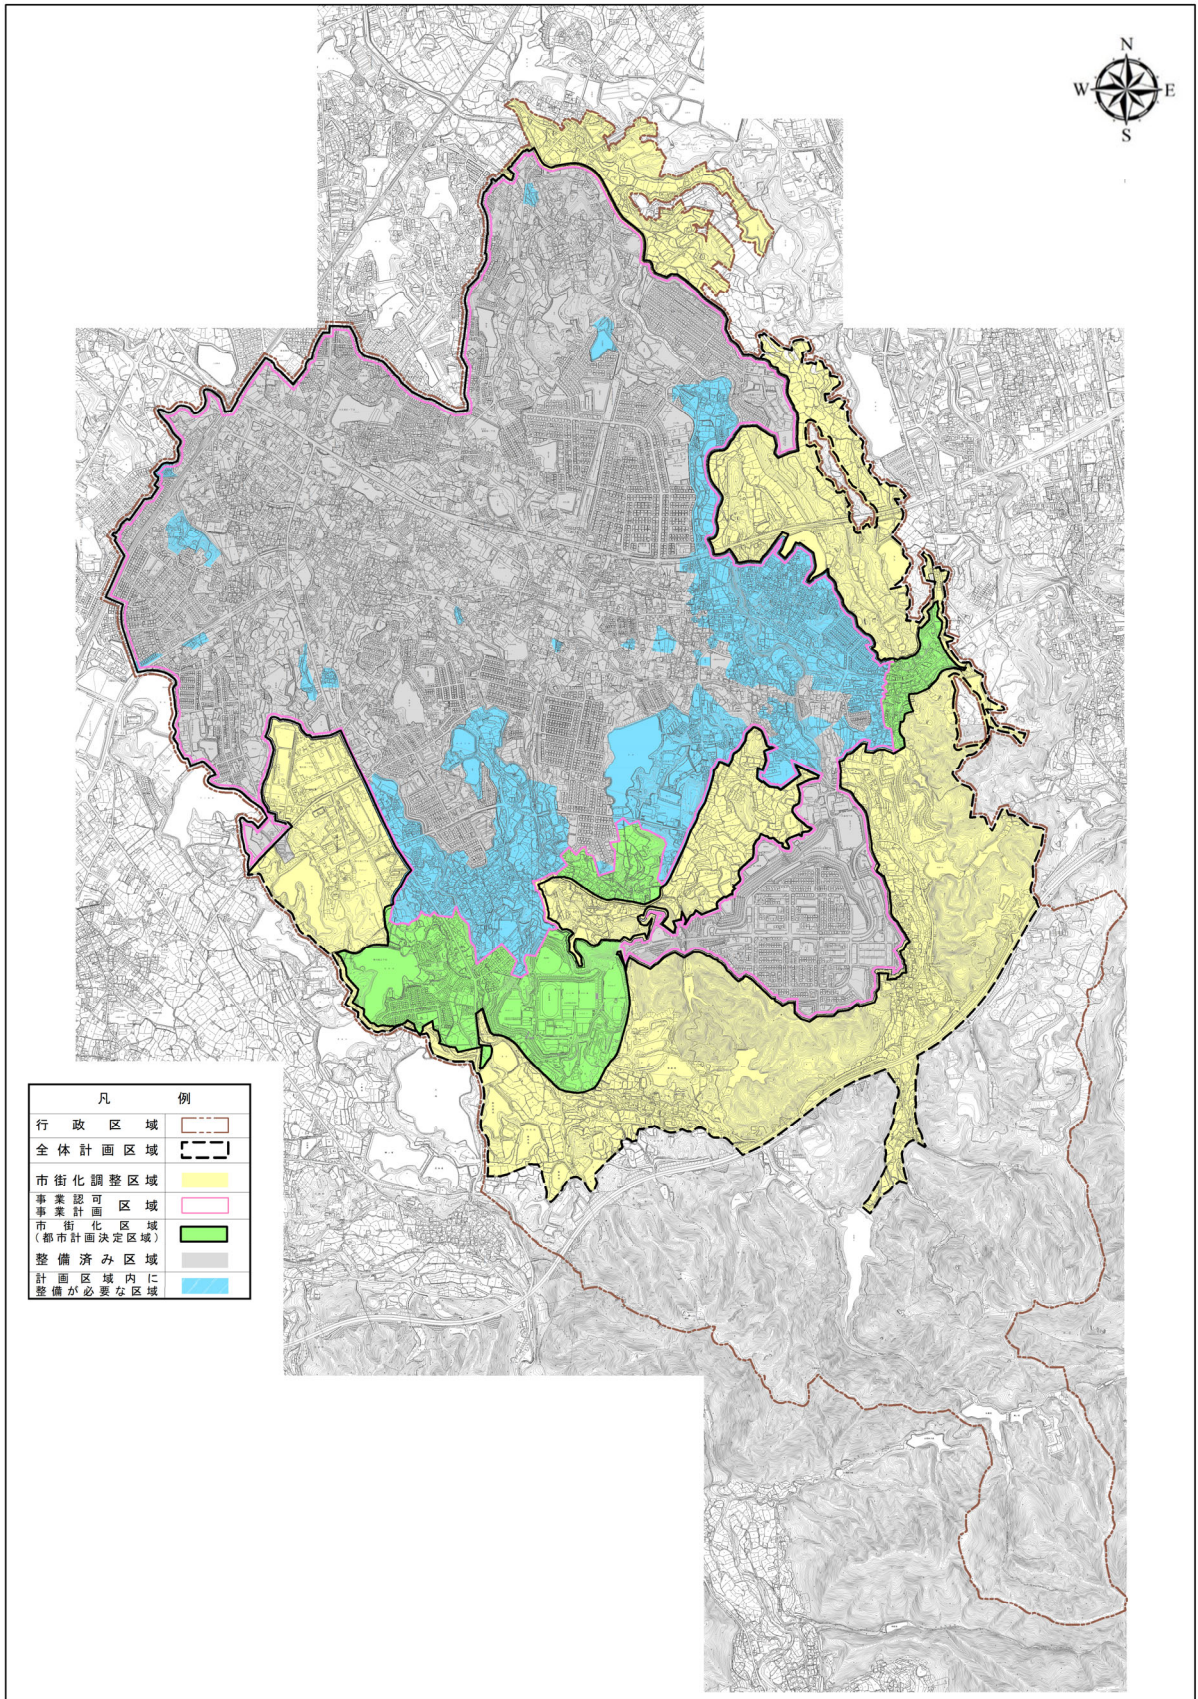 N
W E
S
凡 例
行政区域
全体計画区域
市街化調整区域
事業認可
事業計画 区域
市街化区域
(都市計画決定区域)
整備済み区域
計画区域内に
整備が必要な区域